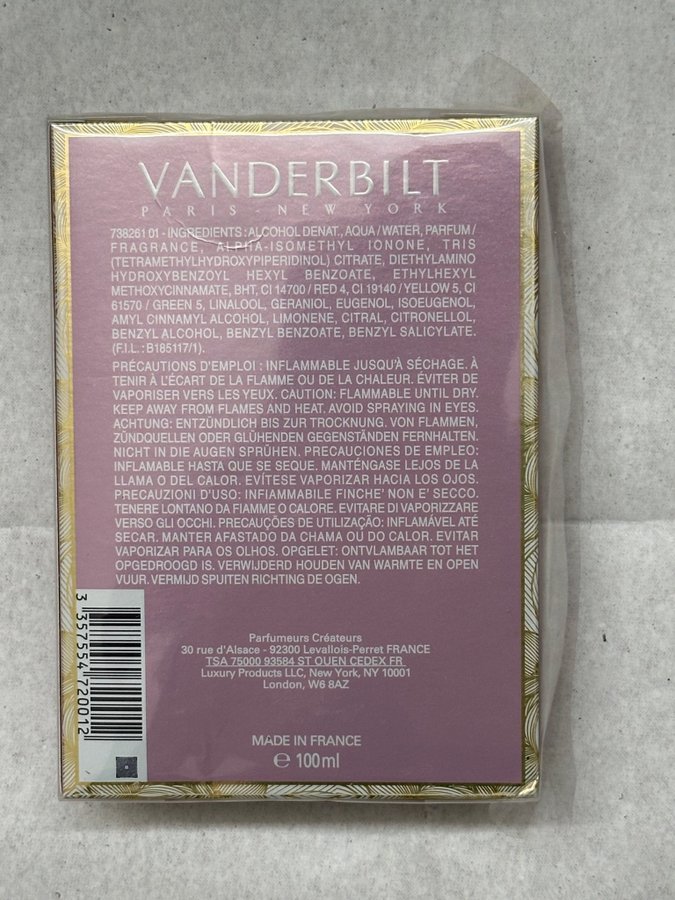 VANDERBILT
PARIS - NEW YORK
738261 01 - INGREDIENTS : ALCOHOL DENAT., AQUA / WATER, PARFUM /
FRAGRANCE, ALPHA-ISOMETHYL IONONE, TRIS
(TETRAMETHYLHYDROXYPIPERIDINOL) CITRATE, DIETHYLAMINO
HYDROXYBENZOYL HEXYL BENZOATE, ETHYLHEXYL
METHOXYCINNAMATE, BHT, CI 14700 / RED 4, CI 19140 / YELLOW 5, CI
61570 / GREEN 5, LINALOOL, GERANIOL, EUGENOL, ISOEUGENOL,
AMYL CINNAMYL ALCOHOL, LIMONENE, CITRAL, CITRONELLOL,
BENZYL ALCOHOL, BENZYL BENZOATE, BENZYL SALICYLATE.
(F.I.L.: B185117/1).
PRÉCAUTIONS D'EMPLOI : INFLAMMABLE JUSQU'À SÉCHAGE. À
TENIR À L'ÉCART DE LA FLAMME OU DE LA CHALEUR. ÉVITER DE
VAPORISER VERS LES YEUX. CAUTION: FLAMMABLE UNTIL DRY.
KEEP AWAY FROM FLAMES AND HEAT. AVOID SPRAYING IN EYES.
ACHTUNG: ENTZÜNDLICH BIS ZUR TROCKNUNG. VON FLAMMEN,
ZÜNDQUELLEN ODER GLÜHENDEN GEGENSTÄNDEN FERNHALTEN.
NICHT IN DIE AUGEN SPRÜHEN. PRECAUCIONES DE EMPLEO:
INFLAMABLE HASTA QUE SE SEQUE. MANTÉNGASE LEJOS DE LA
LLAMA O DEL CALOR. EVÍTESE VAPORIZAR HACIA LOS OJOS.
PRECAUZIONI D'USO: INFIAMMABILE FINCHE' NON E' SECCO.
TENERE LONTANO DA FIAMME O CALORE. EVITARE DI VAPORIZZARE
VERSO GLI OCCHI. PRECAUÇÕES DE UTILIZAÇÃO: INFLAMÁVEL ATÉ
SECAR. MANTER AFASTADO DA CHAMA OU DO CALOR. EVITAR
VAPORIZAR PARA OS OLHOS. OPGELET: ONTVLAMBAAR TOT HET
OPGEDROOGD IS. VERWIJDERD HOUDEN VAN WARMTE EN OPEN
VUUR. VERMIJD SPUITEN RICHTING DE OGEN.
3 357554 720012
Parfumeurs Créateurs
30 rue d'Alsace - 92300 Levallois-Perret FRANCE
TSA 75000 93584 ST OUEN CEDEX FR
Luxury Products LLC, New York, NY 10001
London, W6 8AZ
MADE IN FRANCE
℮ 100ml